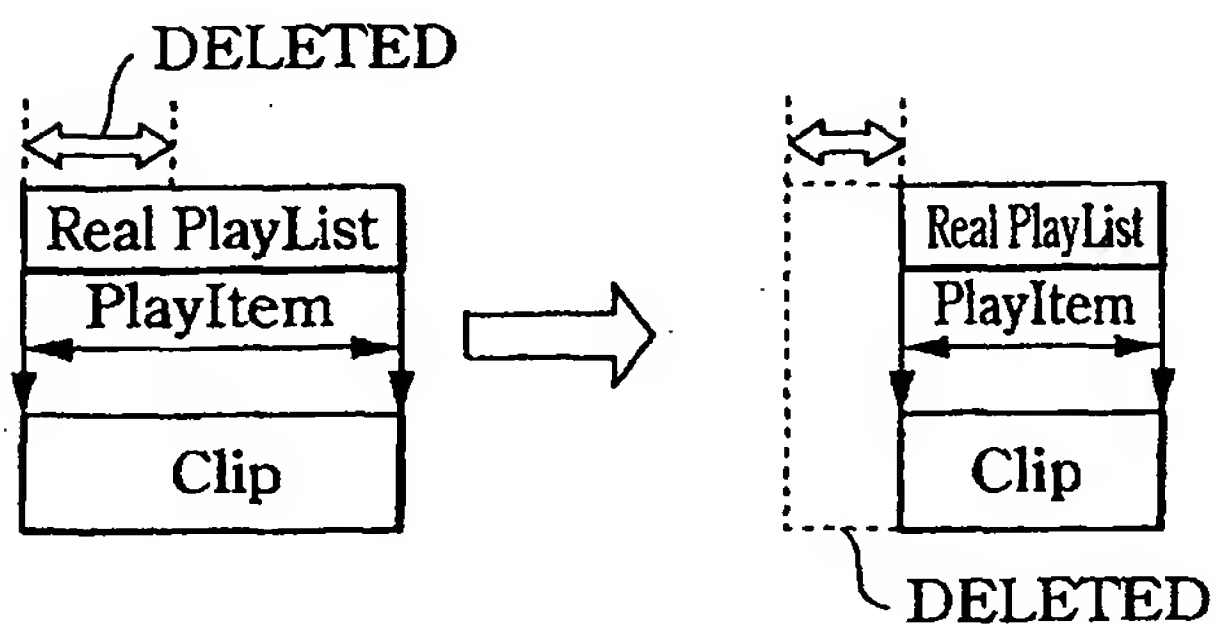 DELETED
Real PlayList
PlayItem
Clip
Real PlayList
PlayItem
Clip
DELETED